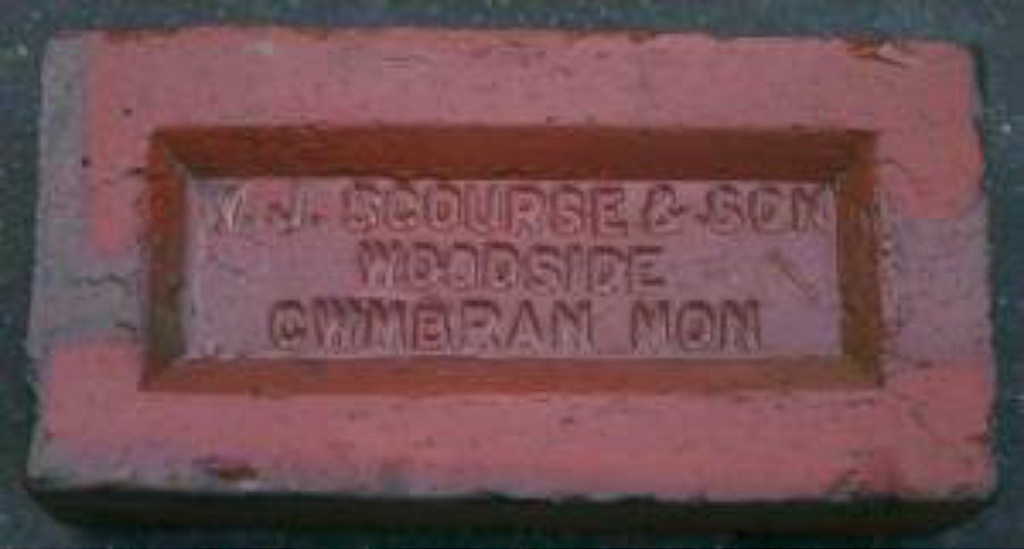 J. SCOURSE & SON
WOODSIDE
CWMBRAN MON